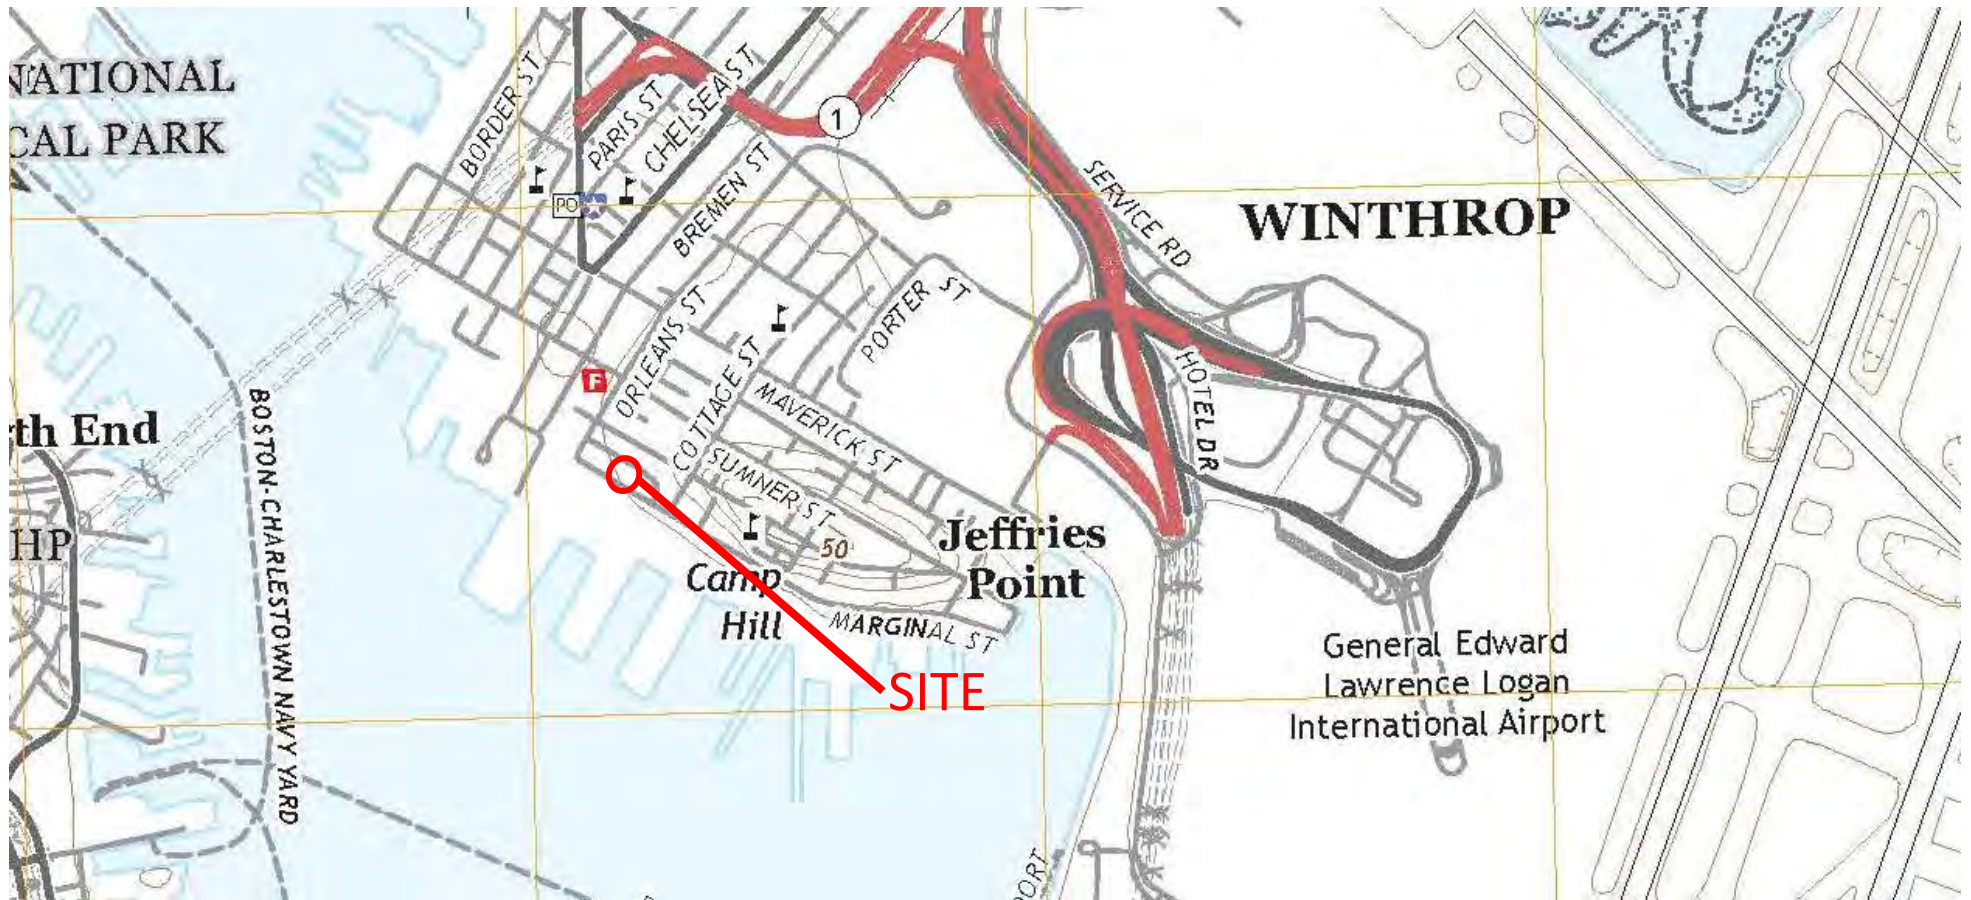 NATIONAL
CAL PARK
BORDER ST
PARIS ST
CHELSEA ST
1
PO
BREMEN ST
SERVICE RD
WINTHROP
ORLEANS ST
PORTER ST
COTTAGE ST
F
MAVERICK ST
HOTEL DR
th End
BOSTON-CHARLESTOWN NAVY YARD
SUMNER ST
HP
50
Jeffries
Point
Camp
Hill
MARGINAL ST
SITE
General Edward
Lawrence Logan
International Airport
PORT